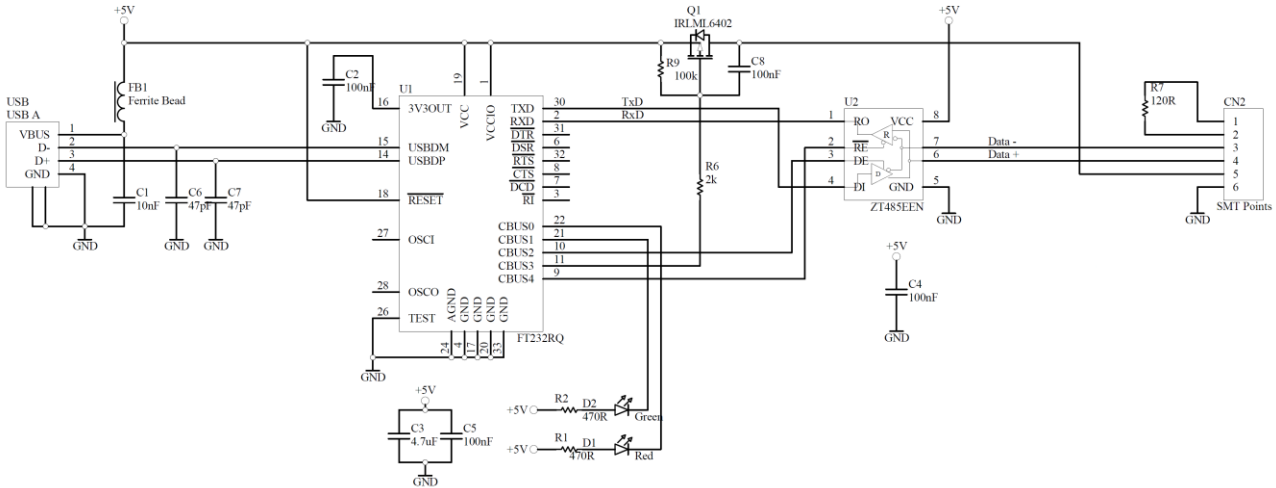 +5V
Q1
IRLML6402
+5V
R9
100k
C8
100nF
FB1
Ferrite Bead
C2
100nF
GND
U1
19
VCC
1
VCCIO
16 3V3OUT
TXD 30 TxD
RXD 2 RxD
DTR 31
DSR 6
RTS 32
CTS 8
DCD 7
RI 3
USB
USB A
VBUS 1
D- 2
D+ 3
GND 4
15 USBDM
14 USBDP
18 RESET
27 OSCI
28 OSCO
26 TEST
CBUS0 22
CBUS1 21
CBUS2 10
CBUS3 11
CBUS4 9
AGND
GND
GND
GND
GND
24
4
17
20
33
FT232RQ
GND
C1
10nF
C6
47pF
C7
47pF
GND
GND
GND
R6
2k
U2
1 RO
VCC 8
R
2 RE
7 Data -
3 DE
6 Data +
D
4 DI
GND 5
ZT485EEN
GND
R7
120R
CN2
1
2
3
4
5
6
SMT Points
GND
+5V
C4
100nF
GND
+5V
C3
4.7uF
C5
100nF
GND
+5V
R2
470R
D2
Green
+5V
R1
470R
D1
Red